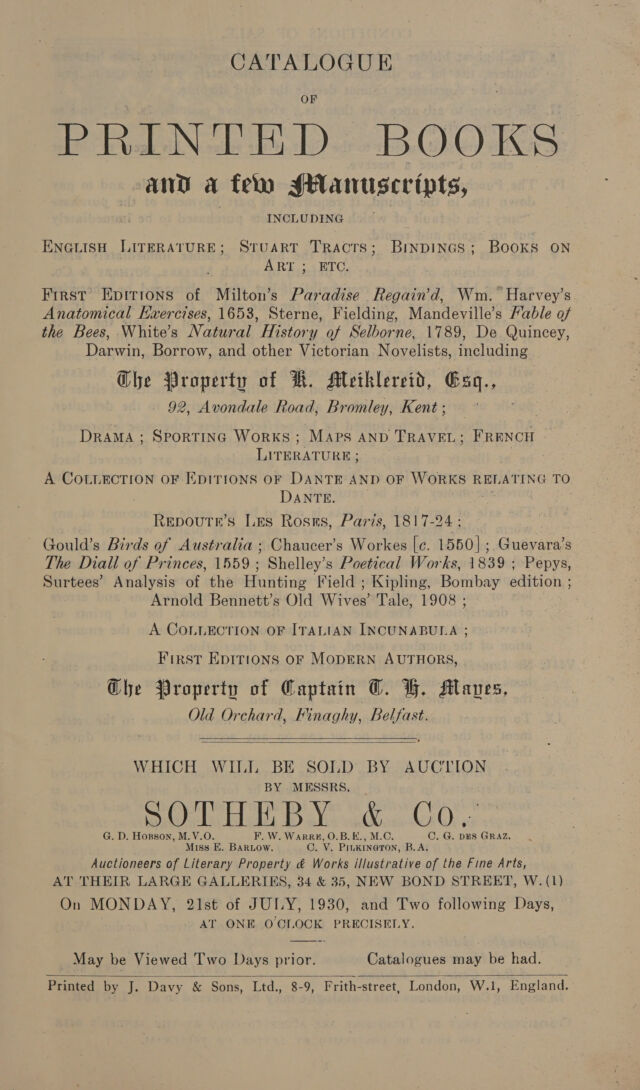 CATALOGUE
OF
PRINTED BOOKS
and a few Manuscripts,
INCLUDING
ENGLISH LITERATURE; STUART TRACTS; BINDINGS; BOOKS ON
ART; ETC.
FIRST EDITIONS of Milton's Paradise Regain'd, Wm. Harvey's
Anatomical Exercises, 1653, Sterne, Fielding, Mandeville's Fable of
the Bees, White's Natural History of Selborne, 1789, De Quincey,
Darwin, Borrow, and other Victorian Novelists, including
The Property of K. Meiklereid, Esq.,
92, Avondale Road, Bromley, Kent;
DRAMA; SPORTING WORKS; MAPS AND TRAVEL; FRENCH
LITERATURE;
A COLLECTION OF EDITIONS OF DANTE AND OF WORKS RELATING TO
DANTE.
REDOUTE'S LES ROSES, Paris, 1817-24;
Gould's Birds of Australia; Chaucer's Workes [c. 1550]; Guevara's
The Diall of Princes, 1559; Shelley's Poetical Works, 1839; Pepys,
Surtees' Analysis of the Hunting Field; Kipling, Bombay edition;
Arnold Bennett's Old Wives' Tale, 1908;
A COLLECTION OF ITALIAN INCUNABULA;
FIRST EDITIONS OF MODERN AUTHORS,
The Property of Captain T. H. Mayes,
Old Orchard, Finaghy, Belfast.
WHICH WILL BE SOLD BY AUCTION
BY MESSRS.
SOTHEBY & Co.
G. D. HOBSON, M.V.O. F. W. WARRE, O.B.E., M.C. C. G. DES GRAZ.
MISS E. BARLOW. C. V. PILKINGTON, B.A.
Auctioneers of Literary Property & Works illustrative of the Fine Arts,
AT THEIR LARGE GALLERIES, 34 & 35, NEW BOND STREET, W.(1)
On MONDAY, 21st of JULY, 1930, and Two following Days,
AT ONE O'CLOCK PRECISELY.
May be Viewed Two Days prior. Catalogues may be had.
Printed by J. Davy & Sons, Ltd., 8-9, Frith-street, London, W.1, England.